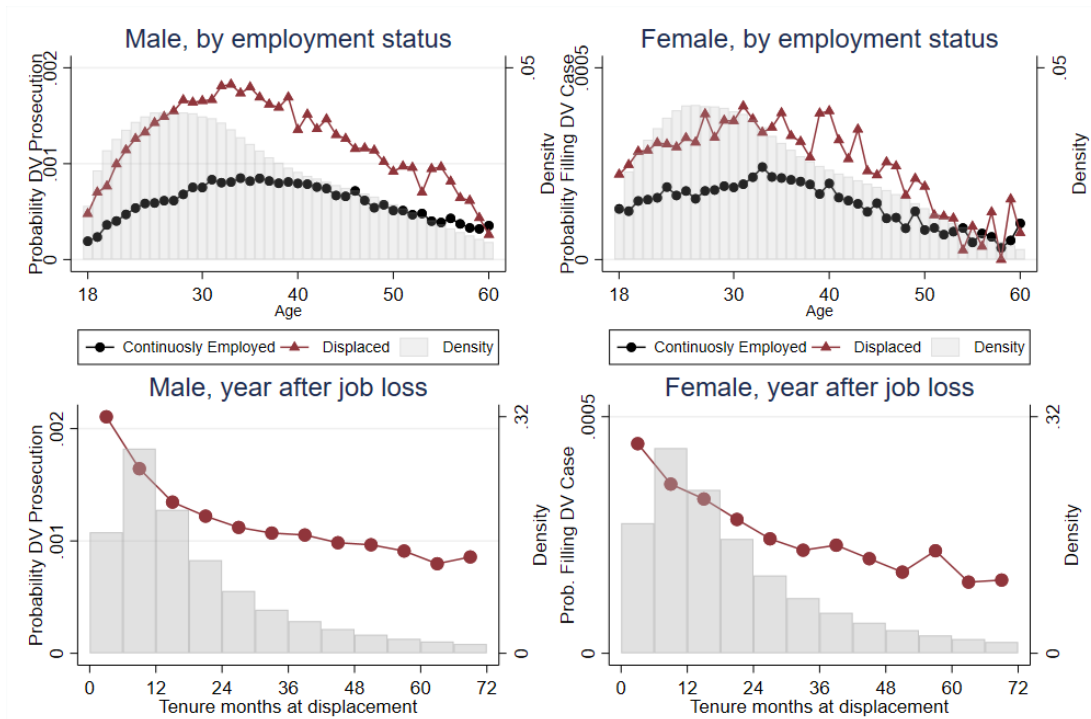 Male, by employment status
Probability DV Prosecution
0
.001
.002
Density
.05
18
30
40
50
60
Age
Continuosly Employed
Displaced
Density
Female, by employment status
Probability Filling DV Case
0
.0005
Density
.05
18
30
40
50
60
Age
Continuosly Employed
Displaced
Density
Male, year after job loss
Probability DV Prosecution
0
.001
.002
Density
0
.32
0
12
24
36
48
60
72
Tenure months at displacement
Female, year after job loss
Prob. Filling DV Case
0
.0005
Density
0
.32
0
12
24
36
48
60
72
Tenure months at displacement